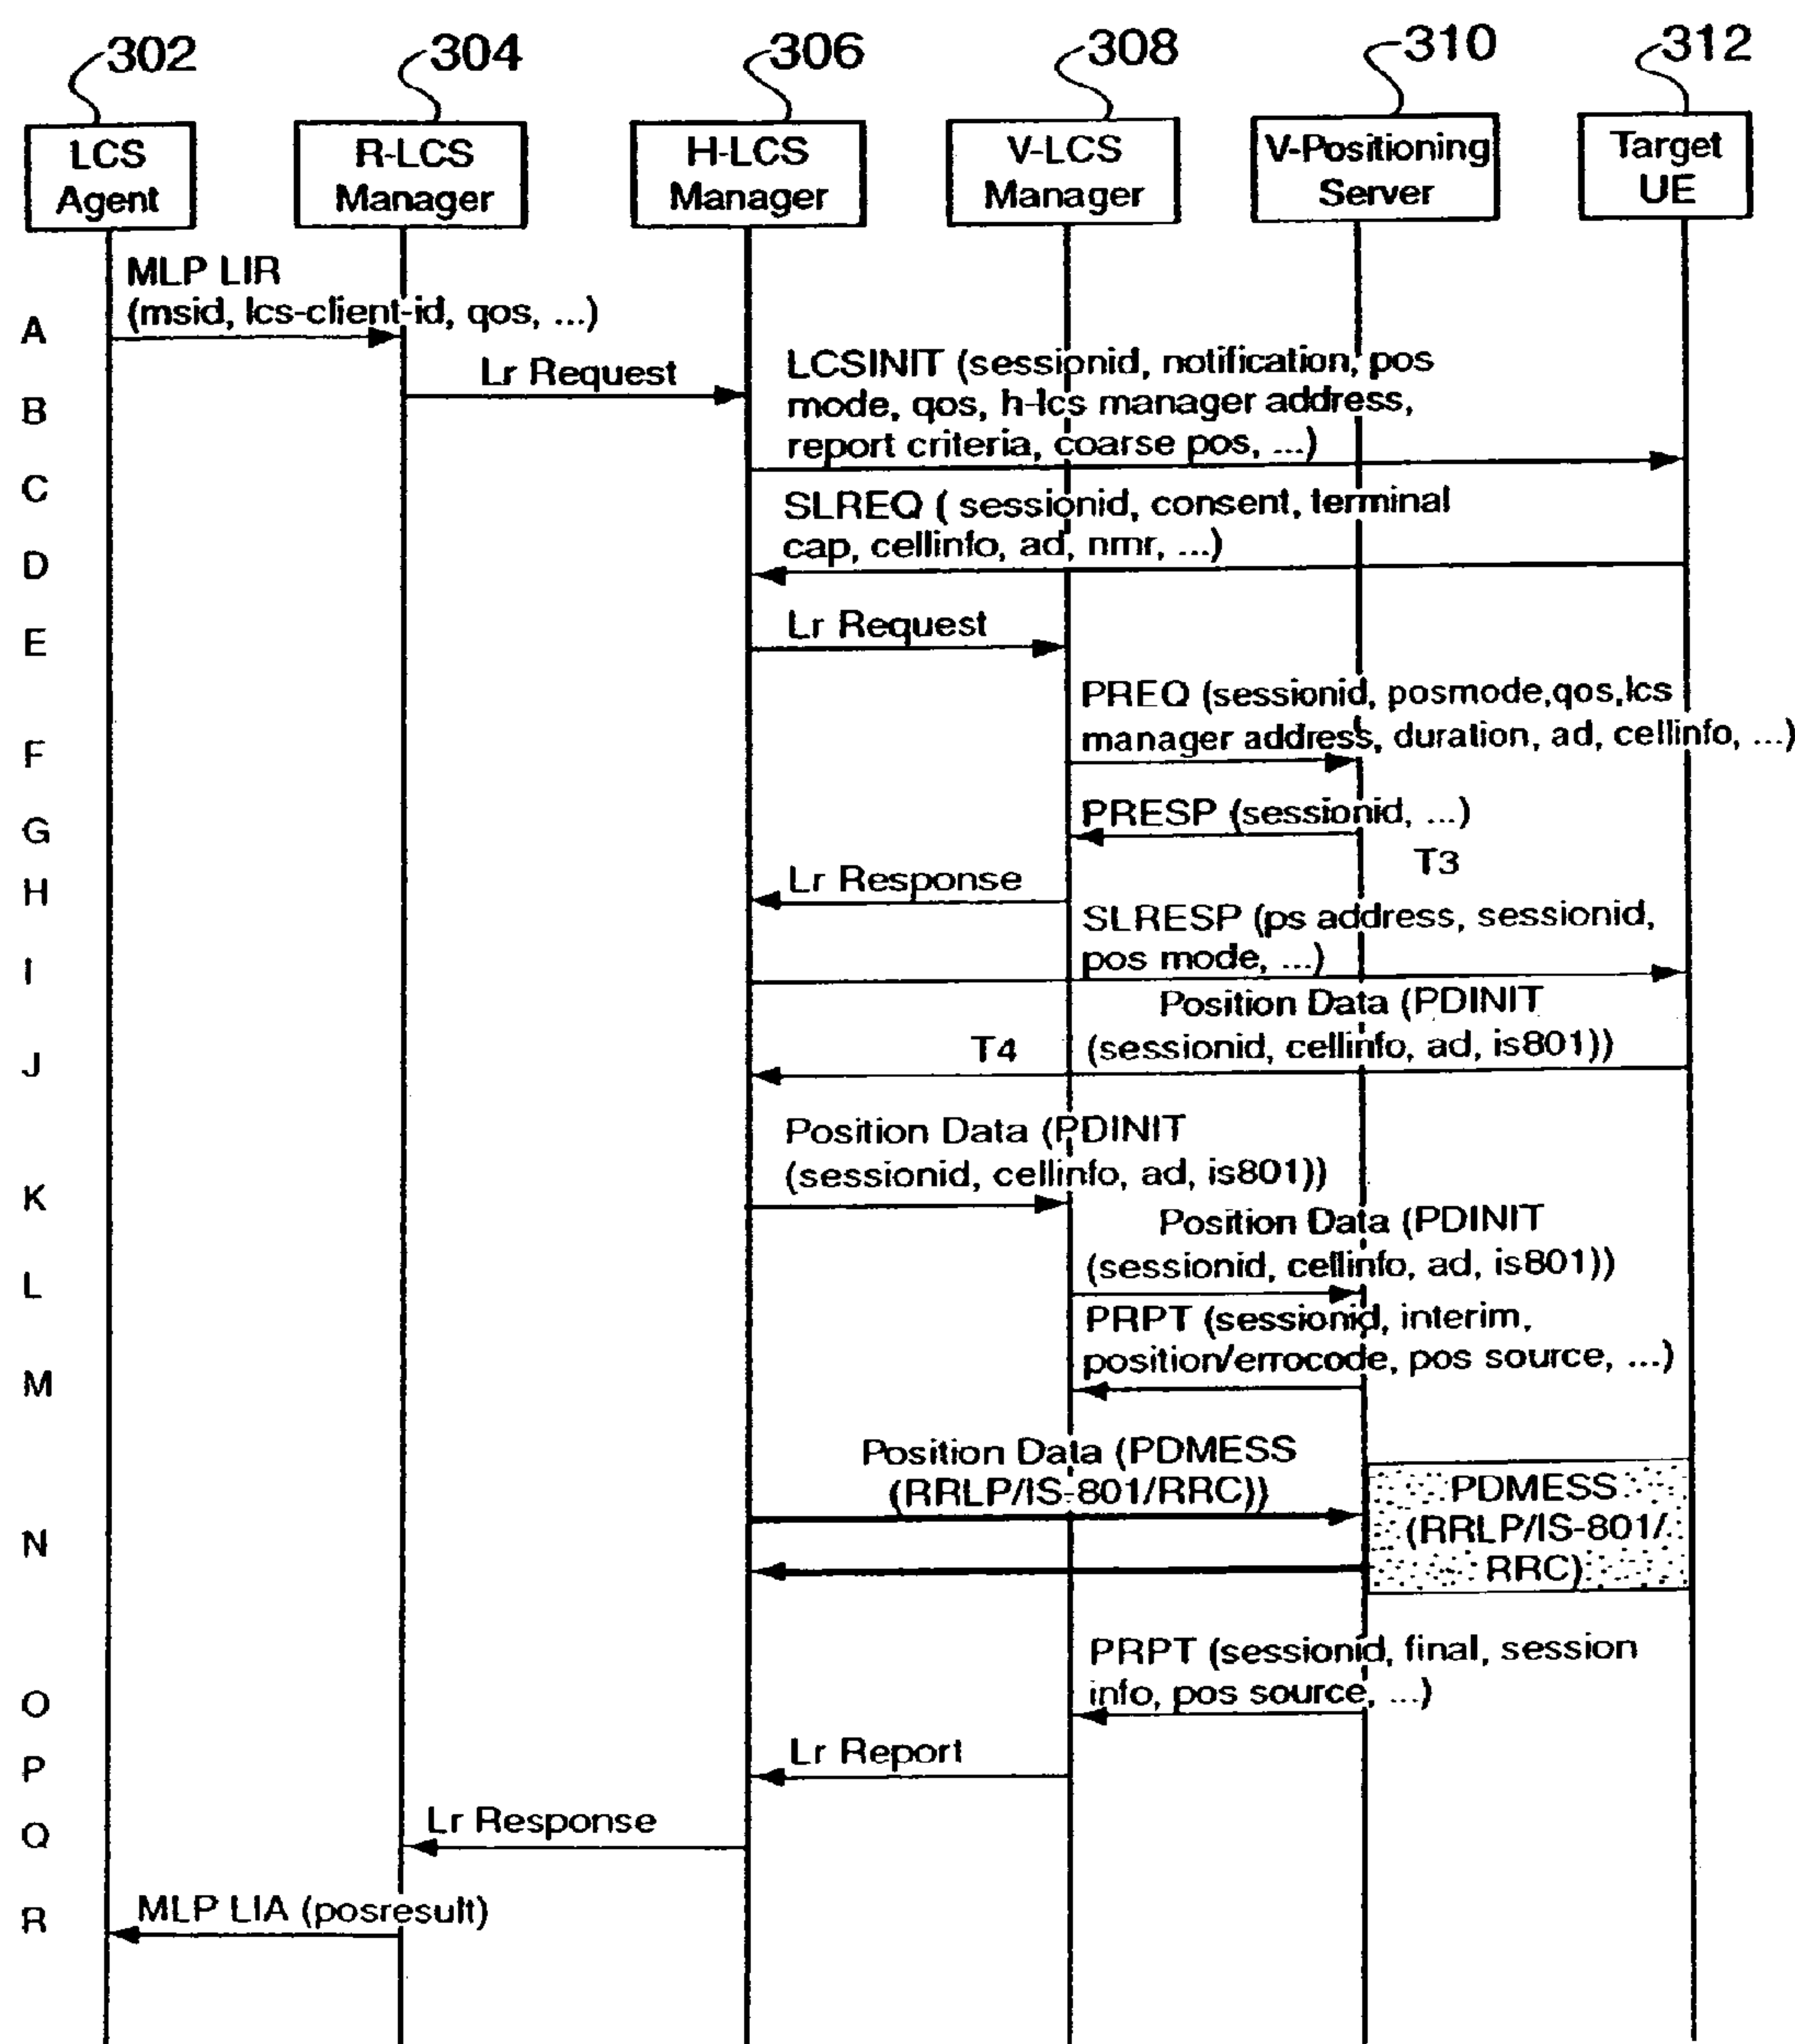 302
304
306
308
310
312
LCS
Agent
R-LCS
Manager
H-LCS
Manager
V-LCS
Manager
V-Positioning
Server
Target
UE
MLP LIR
(msid, lcs-client-id, qos, ...)
A
Lr Request
B
LCSINIT (sessionid, notification, pos
mode, qos, h-lcs manager address,
report criteria, coarse pos, ...)
C
SLREQ ( sessionid, consent, terminal
cap, cellinfo, ad, nmr, ...)
D
E
Lr Request
PREQ (sessionid, posmode,qos,lcs
manager address, duration, ad, cellinfo, ...)
F
PRESP (sessionid, ...)
G
T3
H
Lr Response
SLRESP (ps address, sessionid,
pos mode, ...)
I
Position Data (PDINIT
(sessionid, cellinfo, ad, is801))
T4
J
Position Data (PDINIT
(sessionid, cellinfo, ad, is801))
K
Position Data (PDINIT
(sessionid, cellinfo, ad, is801))
L
PRPT (sessionid, interim,
position/errocode, pos source, ...)
M
Position Data (PDMESS
(RRLP/IS-801/RRC))
PDMESS
(RRLP/IS-801/
RRC)
N
PRPT (sessionid, final, session
info, pos source, ...)
O
Lr Report
P
Lr Response
Q
MLP LIA (posresult)
R